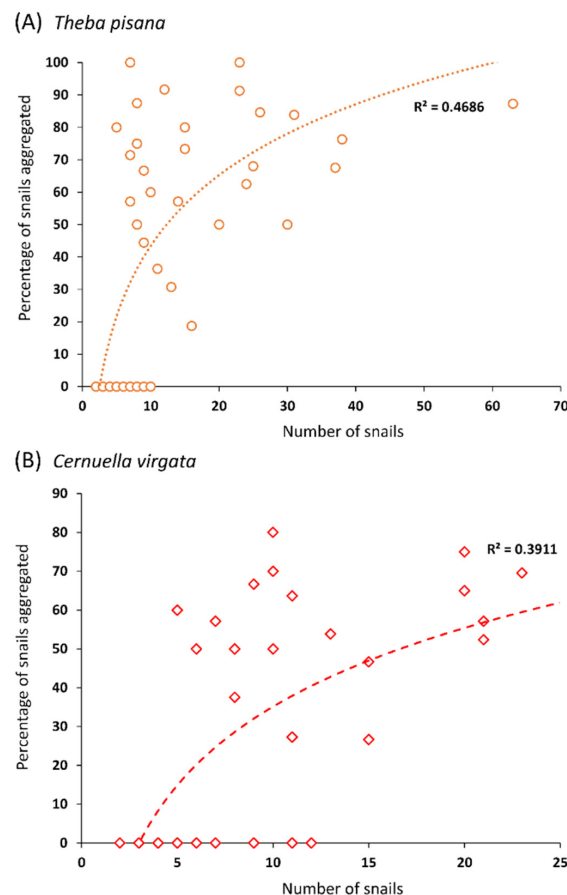 (A) Theba pisana
100
90
80
70
60
50
40
30
20
10
0
Percentage of snails aggregated
R² = 0.4686
0 10 20 30 40 50 60 70
Number of snails
(B) Cernuella virgata
90
80
70
60
50
40
30
20
10
0
Percentage of snails aggregated
R² = 0.3911
0 5 10 15 20 25
Number of snails